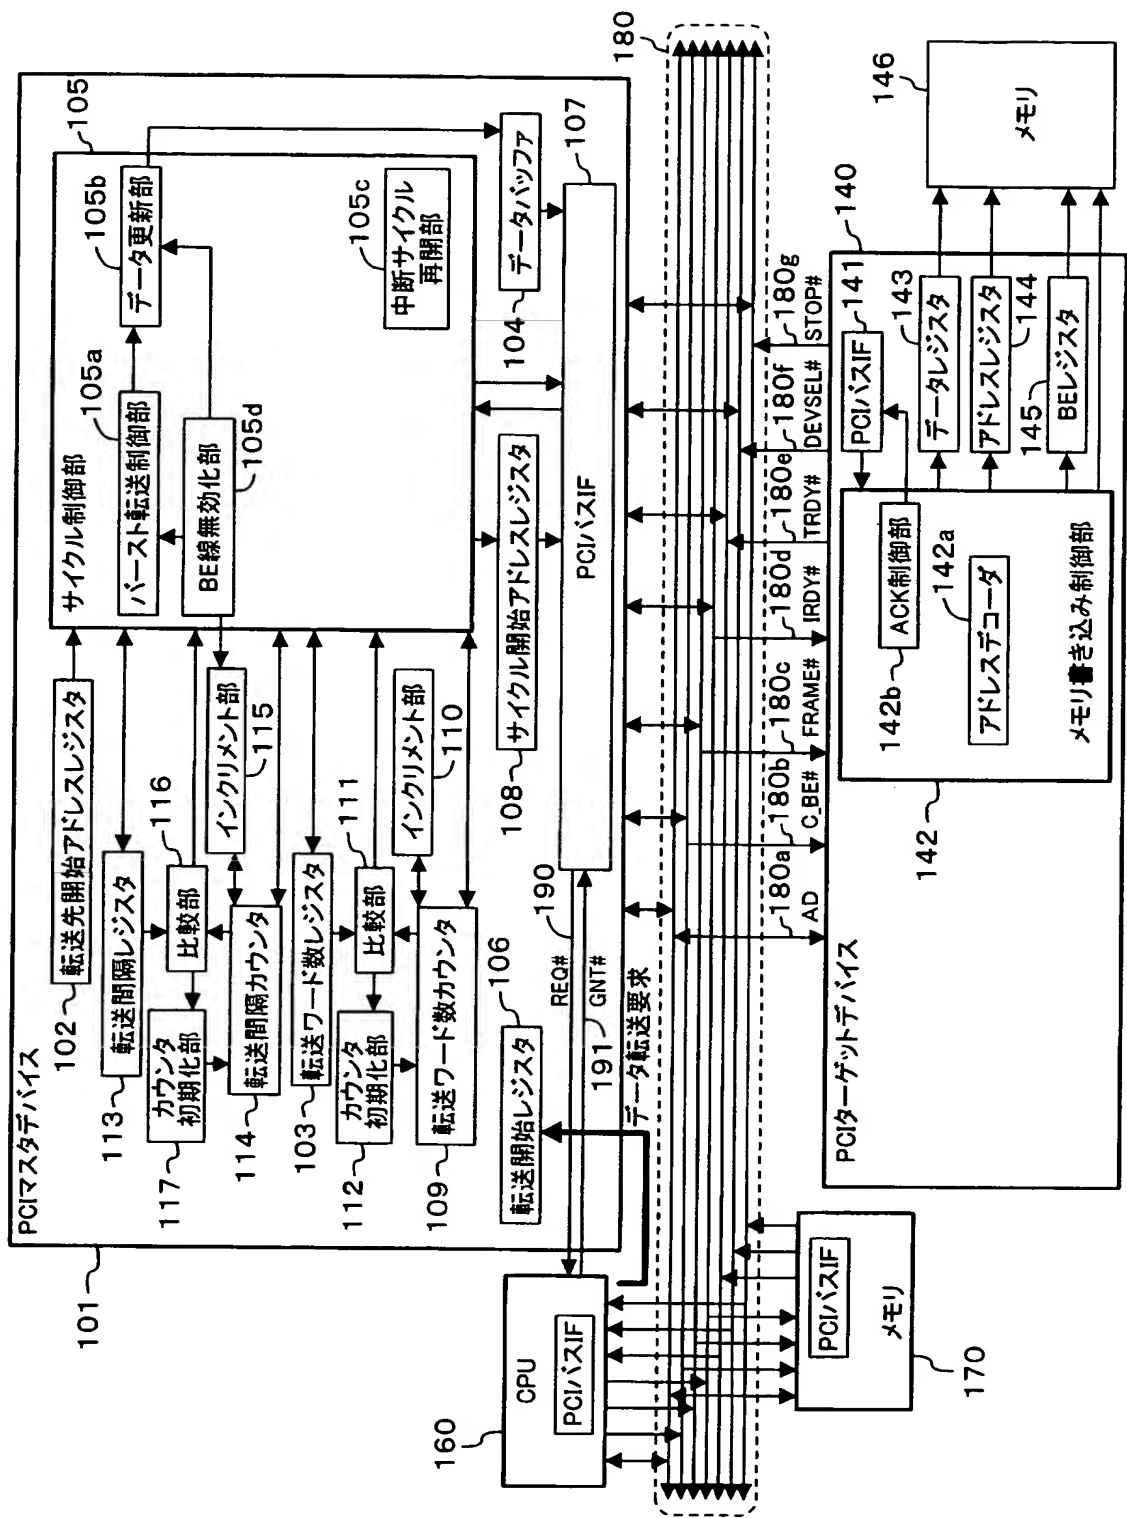 PCIマスタデバイス
101
102
転送先開始アドレスレジスタ
113
転送間隔レジスタ
116
比較部
117
カウンタ
初期化部
114
転送間隔カウンタ
インクリメント部
115
103
転送ワード数レジスタ
111
比較部
112
カウンタ
初期化部
109
転送ワード数カウンタ
インクリメント部
110
サイクル制御部
105
バースト転送制御部
105a
データ更新部
105b
BE線無効化部
105d
中断サイクル
再開部
105c
データバッファ
104
サイクル開始アドレスレジスタ
108
転送開始レジスタ
106
PCIバスIF
107
REQ#
190
GNT#
191
データ転送要求
CPU
PCIバスIF
160
180
AD
180a
C_BE#
180b
FRAME#
180c
IRDY#
180d
TRDY#
180e
DEVSEL#
180f
STOP#
180g
PCIバスIF
メモリ
170
PCIターゲットデバイス
140
PCIバスIF
141
142
ACK制御部
142b
アドレスデコーダ
142a
メモリ書き込み制御部
データレジスタ
143
アドレスレジスタ
144
BEレジスタ
145
メモリ
146